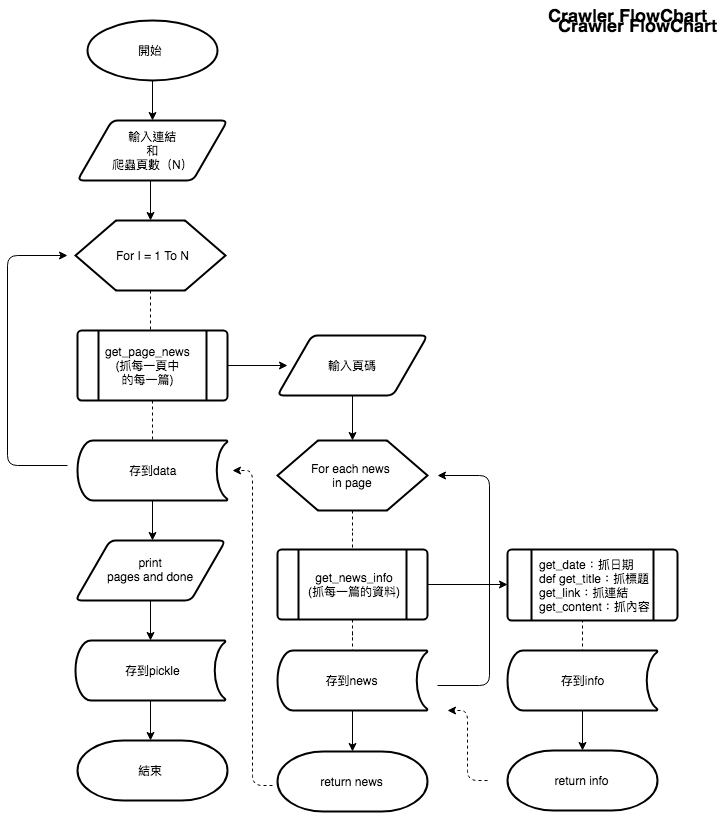 Crawler FlowChart
Crawler FlowChart
開始
輸入連結
和
爬蟲頁數（N）
For I = 1 To N
get_page_news
(抓每一頁中
的每一篇)
輸入頁碼
存到data
For each news
in page
print
pages and done
get_news_info
(抓每一篇的資料)
get_date：抓日期
def get_title：抓標題
get_link：抓連結
get_content：抓內容
存到pickle
存到news
存到info
結束
return news
return info